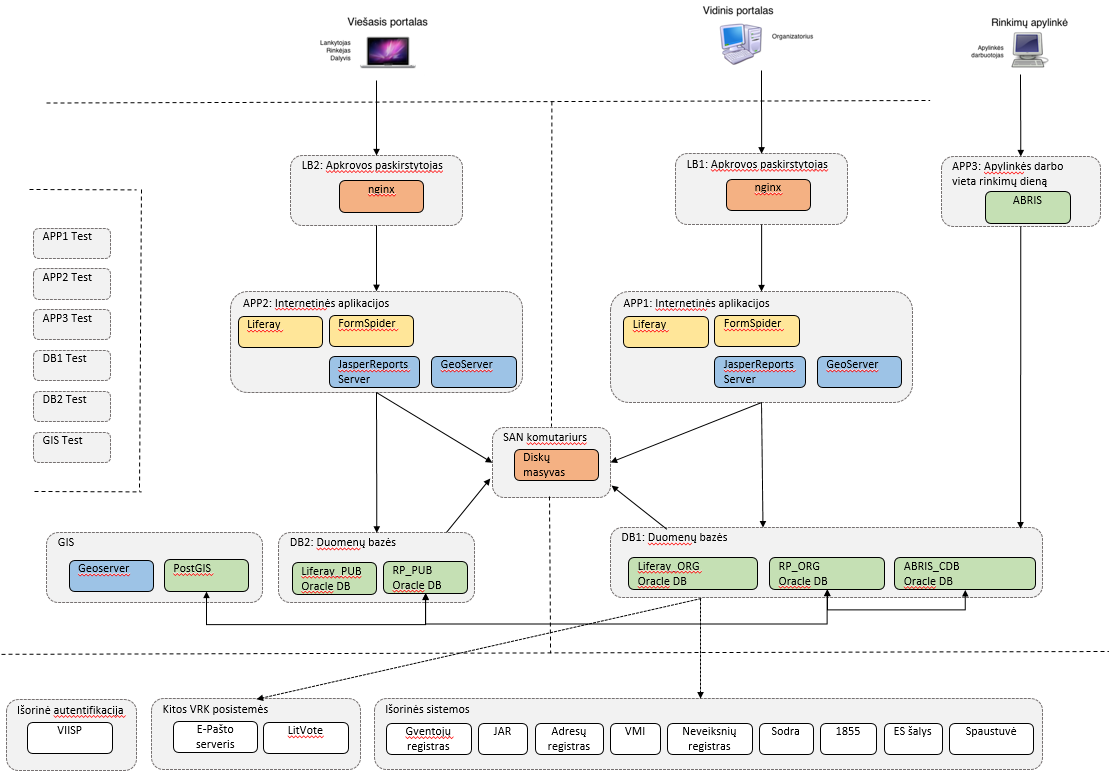 Viešasis portalas
Lankytojas
Rinkėjas
Dalyvis
Vidinis portalas
Organizatorius
Rinkimų apylinkė
Apylinkės
darbuotojas
LB2: Apkrovos paskirstytojas
nginx
LB1: Apkrovos paskirstytojas
nginx
APP3: Apylinkės darbo
vieta rinkimų dieną
ABRIS
APP1 Test
APP2 Test
APP3 Test
DB1 Test
DB2 Test
GIS Test
APP2: Internetinės aplikacijos
Liferay
FormSpider
JasperReports
Server
GeoServer
APP1: Internetinės aplikacijos
Liferay
FormSpider
JasperReports
Server
GeoServer
SAN komutariurs
Diskų
masyvas
GIS
Geoserver
PostGIS
DB2: Duomenų bazės
Liferay_PUB
Oracle DB
RP_PUB
Oracle DB
DB1: Duomenų bazės
Liferay_ORG
Oracle DB
RP_ORG
Oracle DB
ABRIS_CDB
Oracle DB
Išorinė autentifikacija
VIISP
Kitos VRK posistemės
E-Pašto
serveris
LitVote
Išorinės sistemos
Gventojų
registras
JAR
Adresų
registras
VMI
Neveiksnių
registras
Sodra
1855
ES šalys
Spaustuvė